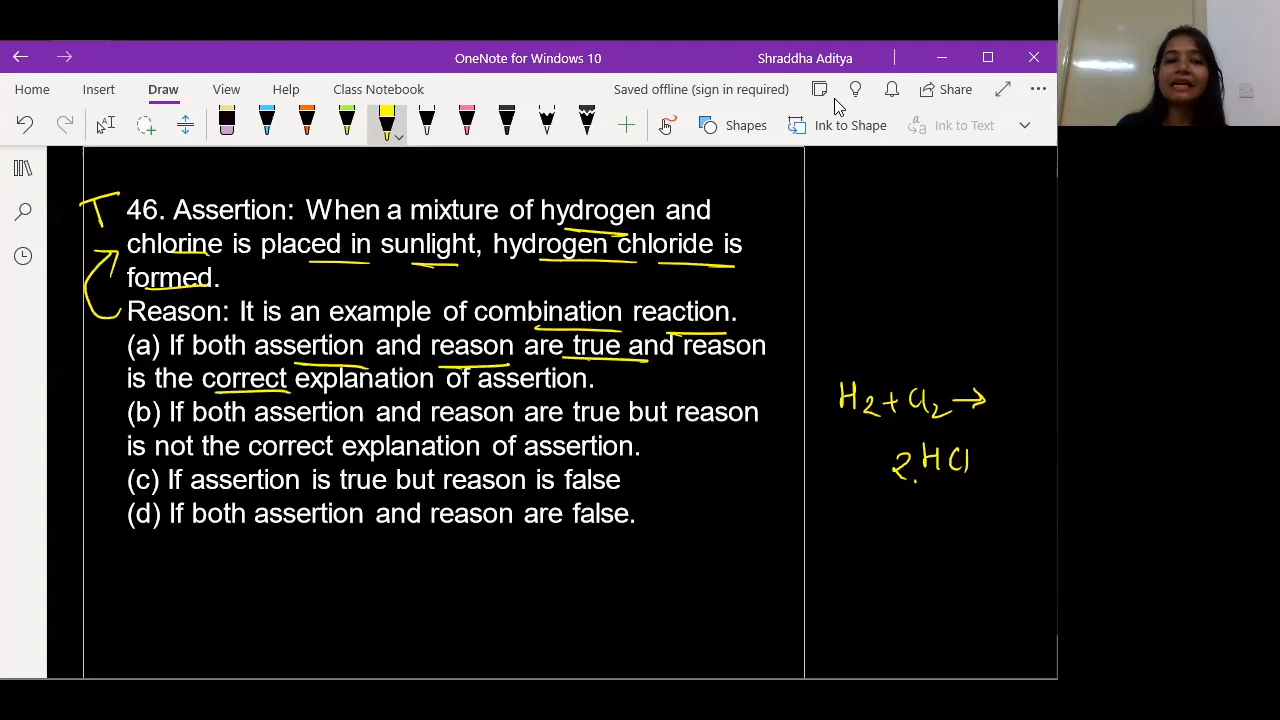 OneNote for Windows 10
Shraddha Aditya
Home Insert Draw View Help Class Notebook
Saved offline (sign in required)
Share
Shapes
Ink to Shape
Ink to Text
T
46. Assertion: When a mixture of hydrogen and
chlorine is placed in sunlight, hydrogen chloride is
formed.
Reason: It is an example of combination reaction.
(a) If both assertion and reason are true and reason
is the correct explanation of assertion.
(b) If both assertion and reason are true but reason
is not the correct explanation of assertion.
(c) If assertion is true but reason is false
(d) If both assertion and reason are false.
H2 + Cl2 →
2HCl